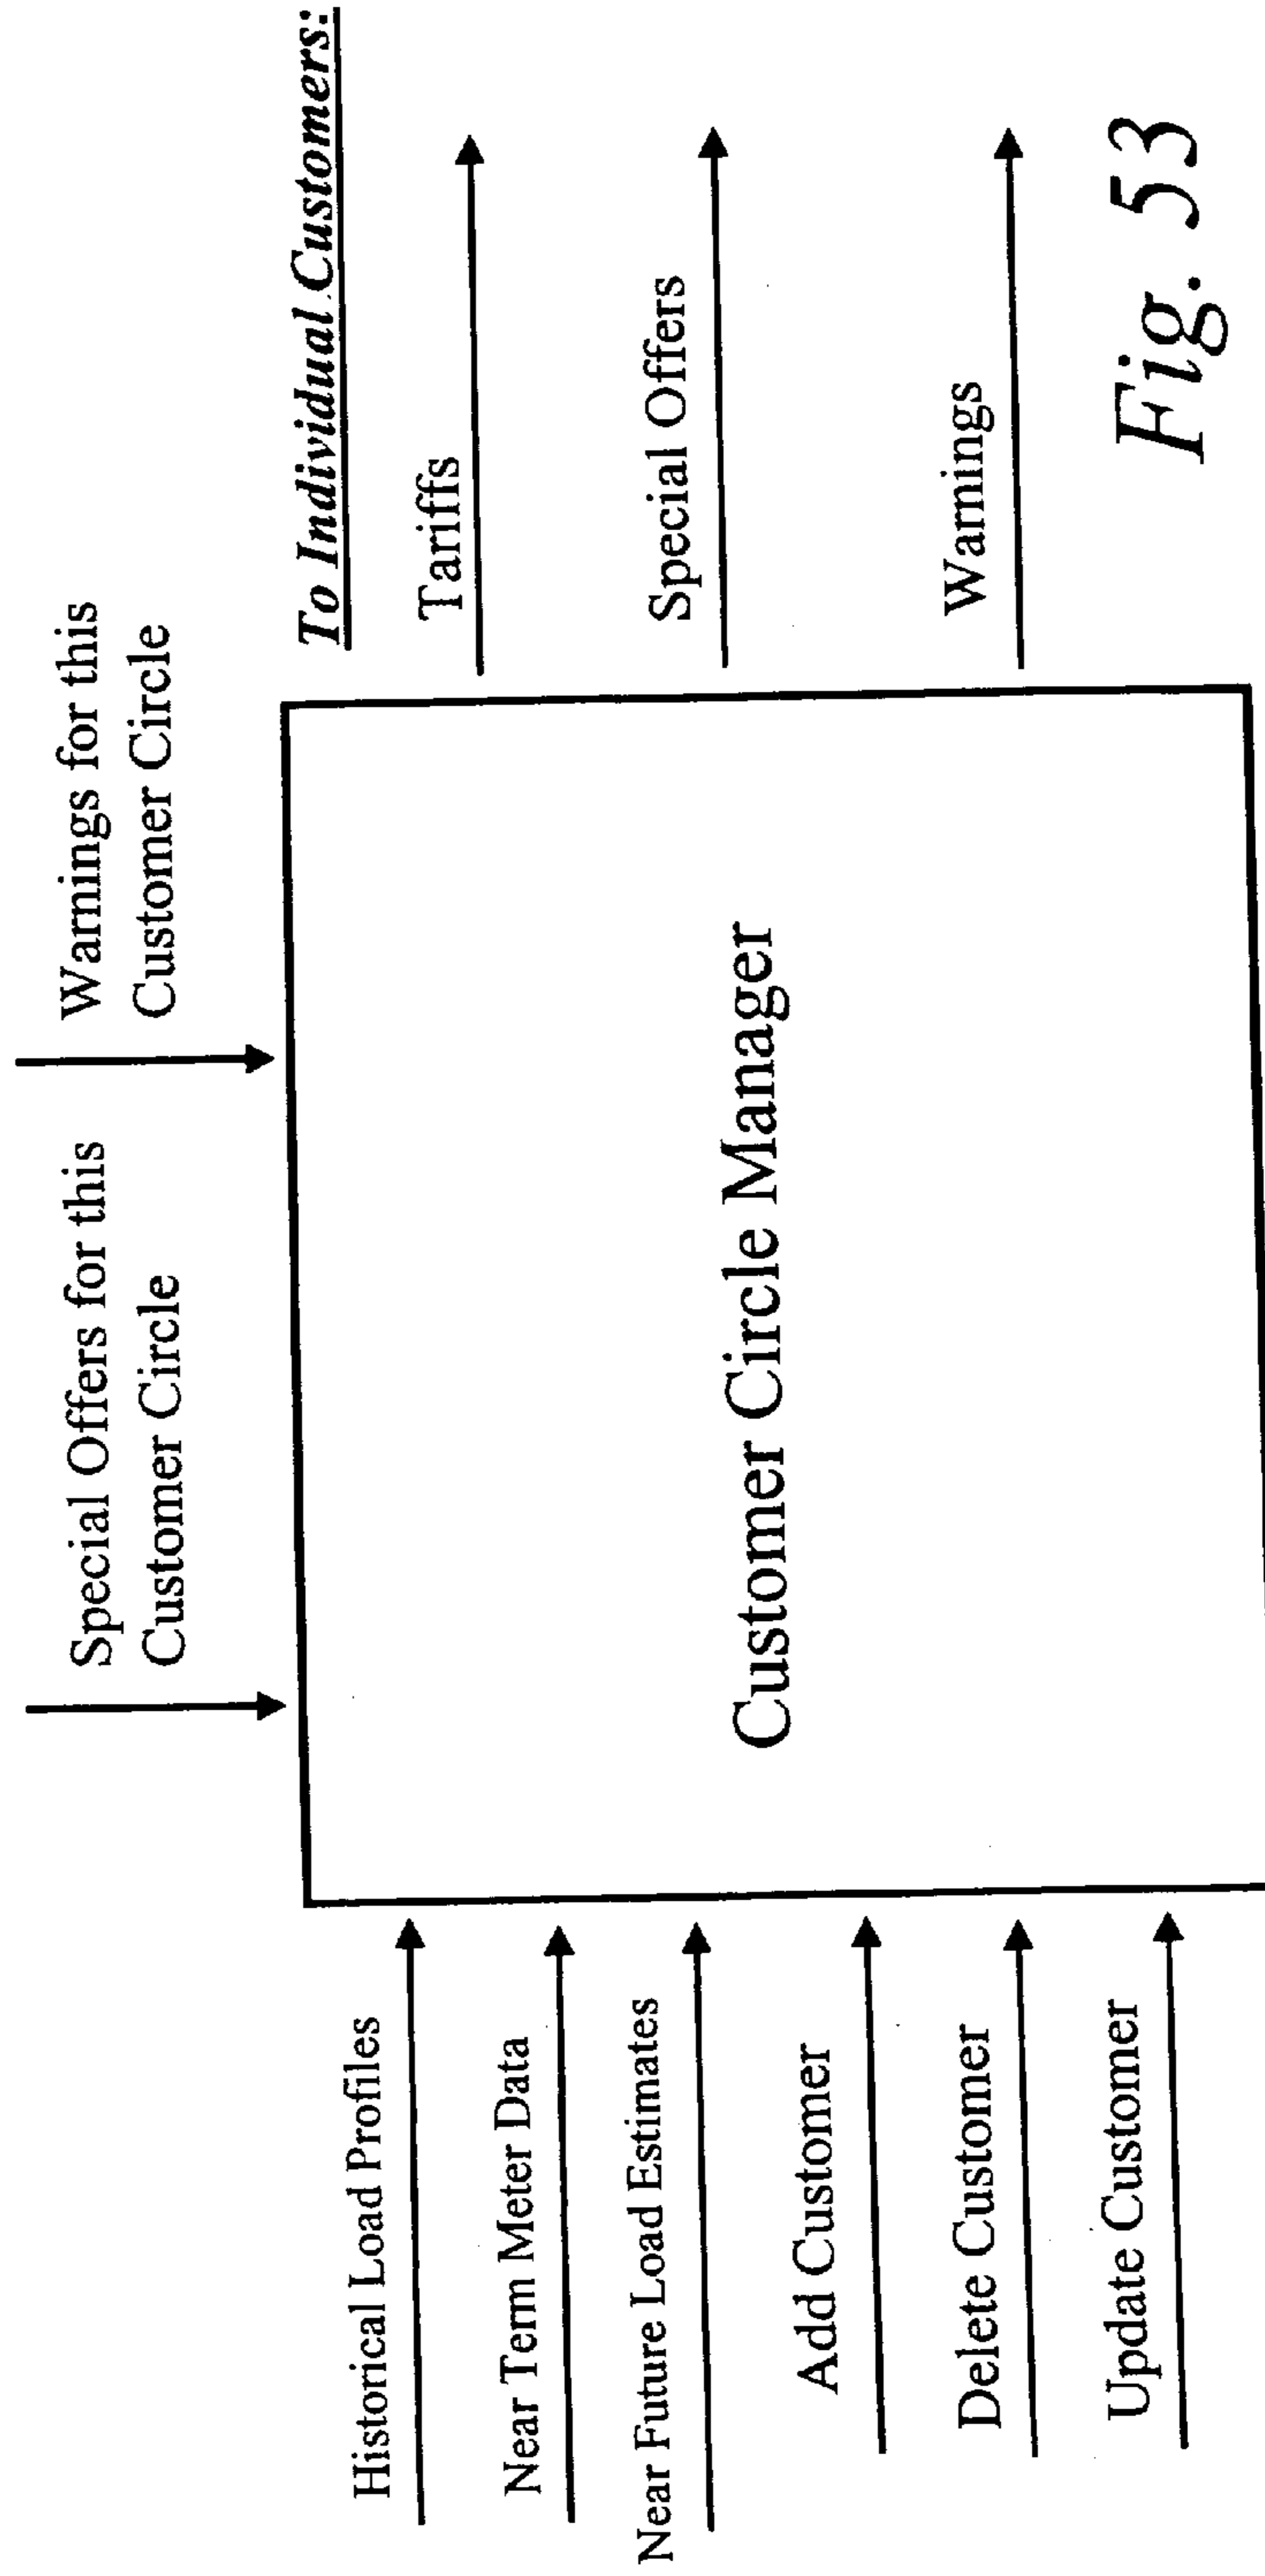 Special Offers for this
Customer Circle
Warnings for this
Customer Circle
To Individual Customers:
Historical Load Profiles
Near Term Meter Data
Near Future Load Estimates
Add Customer
Delete Customer
Update Customer
Customer Circle Manager
Tariffs
Special Offers
Warnings
Fig. 53